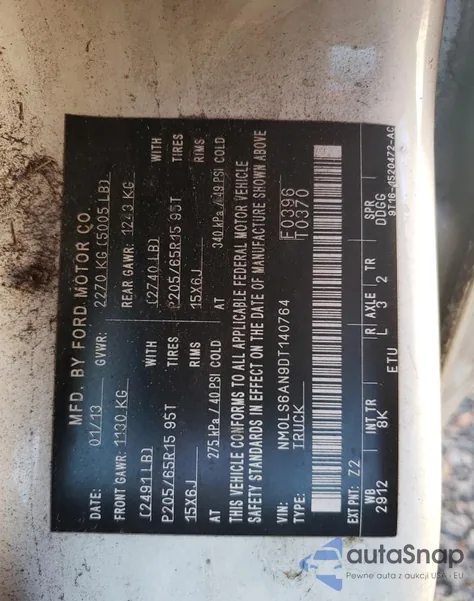 MFD. BY FORD MOTOR CO.
DATE: 01/13 GVWR: 2270 KG (5005 LB)
FRONT GAWR: 1130 KG REAR GAWR: 1243 KG
(2491 LB) WITH (2740 LB) WITH
P205/65R15 95T TIRES P205/65R15 95T TIRES
15X6J RIMS 15X6J RIMS
AT 275 kPa / 40 PSI COLD AT 340 kPa / 49 PSI COLD
THIS VEHICLE CONFORMS TO ALL APPLICABLE FEDERAL MOTOR VEHICLE
SAFETY STANDARDS IN EFFECT ON THE DATE OF MANUFACTURE SHOWN ABOVE
VIN: NM0LS6AN9DT140764 F0396
TYPE: TRUCK T0370
EXT PNT: Z2
WB INT TR R AXLE TR SPR
2912 8K L 3 2 DDGG
ETU 9T16-1520472-AC
autoSnap
Pewne auta z aukcji USA - EU